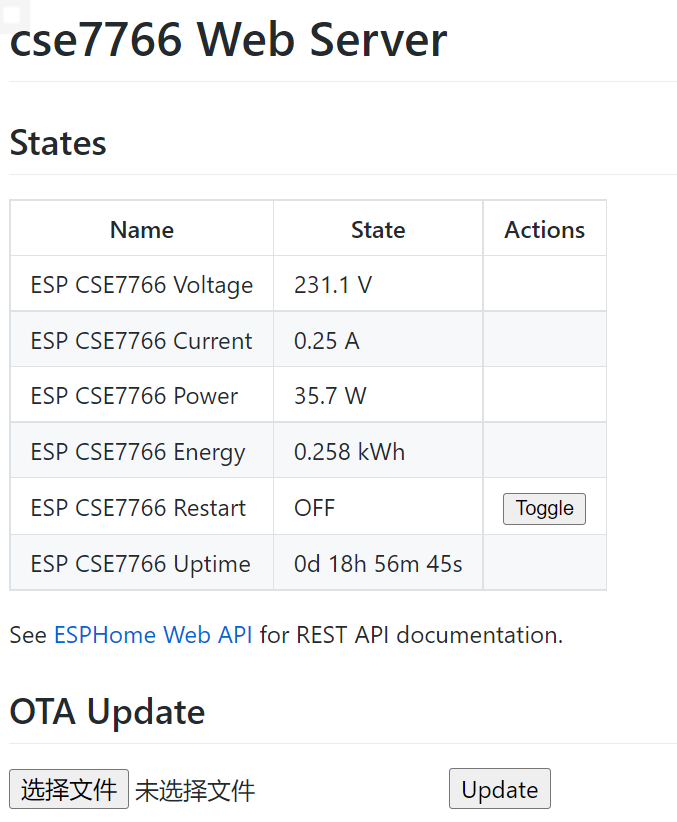 cse7766 Web Server
States
Name State Actions
ESP CSE7766 Voltage 231.1 V
ESP CSE7766 Current 0.25 A
ESP CSE7766 Power 35.7 W
ESP CSE7766 Energy 0.258 kWh
ESP CSE7766 Restart OFF Toggle
ESP CSE7766 Uptime 0d 18h 56m 45s
See ESPHome Web API for REST API documentation.
OTA Update
选择文件 未选择文件 Update